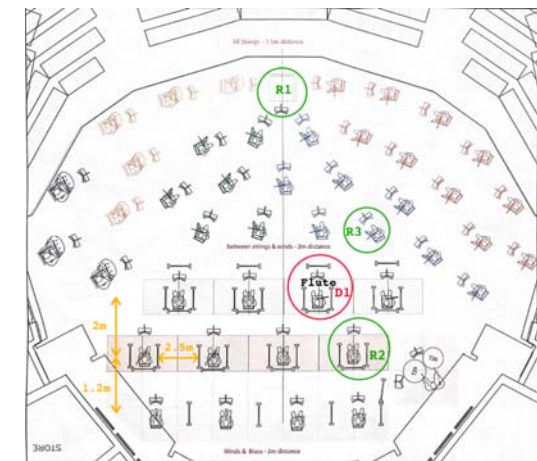 All Strings - 1.5m distance
R1
R3
between strings & winds - 2m distance
Flute
D1
2m
2.5m
R2
1.2m
STORE
Winds & Brass - 2m distance